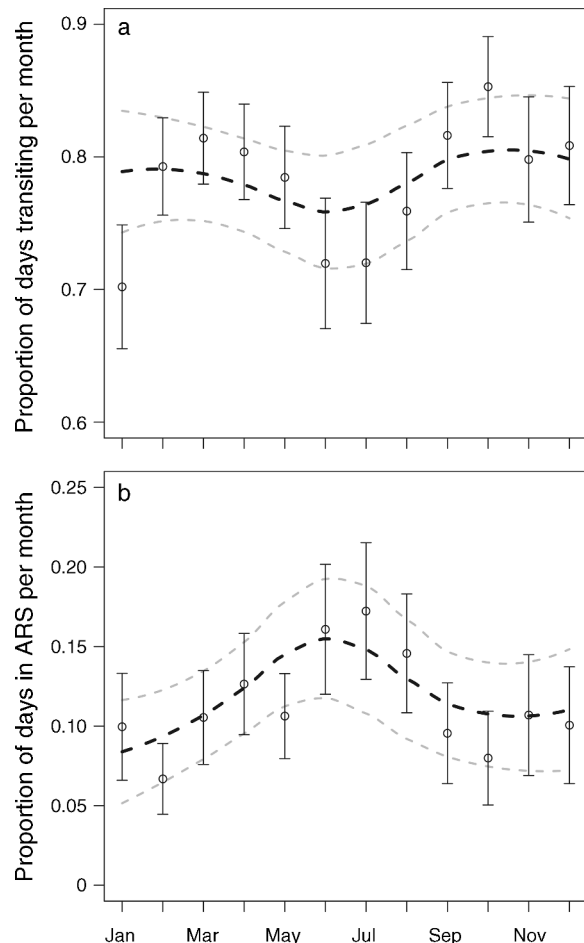 a
Proportion of days transiting per month
0.9
0.8
0.7
0.6
b
Proportion of days in ARS per month
0.25
0.20
0.15
0.10
0.05
0
Jan Mar May Jul Sep Nov